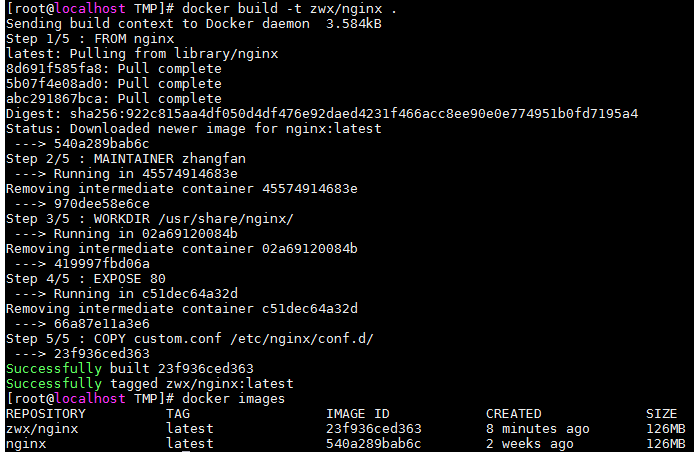 [root@localhost TMP]# docker build -t zwx/nginx .
Sending build context to Docker daemon  3.584kB
Step 1/5 : FROM nginx
latest: Pulling from library/nginx
8d691f585fa8: Pull complete
5b07f4e08ad0: Pull complete
abc291867bca: Pull complete
Digest: sha256:922c815aa4df050d4df476e92daed4231f466acc8ee90e0e774951b0fd7195a4
Status: Downloaded newer image for nginx:latest
 ---> 540a289bab6c
Step 2/5 : MAINTAINER zhangfan
 ---> Running in 45574914683e
Removing intermediate container 45574914683e
 ---> 970dee58e6ce
Step 3/5 : WORKDIR /usr/share/nginx/
 ---> Running in 02a69120084b
Removing intermediate container 02a69120084b
 ---> 419997fbd06a
Step 4/5 : EXPOSE 80
 ---> Running in c51dec64a32d
Removing intermediate container c51dec64a32d
 ---> 66a87e11a3e6
Step 5/5 : COPY custom.conf /etc/nginx/conf.d/
 ---> 23f936ced363
Successfully built 23f936ced363
Successfully tagged zwx/nginx:latest
[root@localhost TMP]# docker images
REPOSITORY          TAG                 IMAGE ID            CREATED             SIZE
zwx/nginx           latest              23f936ced363        8 minutes ago       126MB
nginx               latest              540a289bab6c        2 weeks ago         126MB